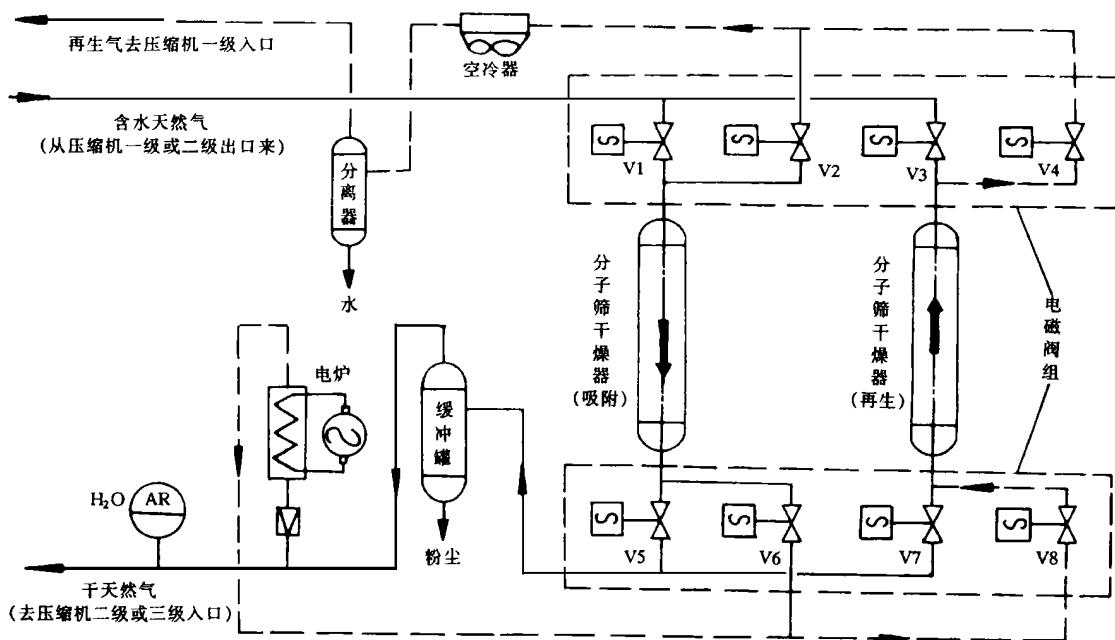 再生气去压缩机一级入口
空冷器
含水天然气
(从压缩机一级或二级出口来)
S
V1
S
V2
S
V3
S
V4
分离器
水
分子筛干燥器
(吸附)
分子筛干燥器
(再生)
电磁阀组
电炉
缓冲罐
H₂O
AR
粉尘
S
V5
S
V6
S
V7
S
V8
干天然气
(去压缩机二级或三级入口)